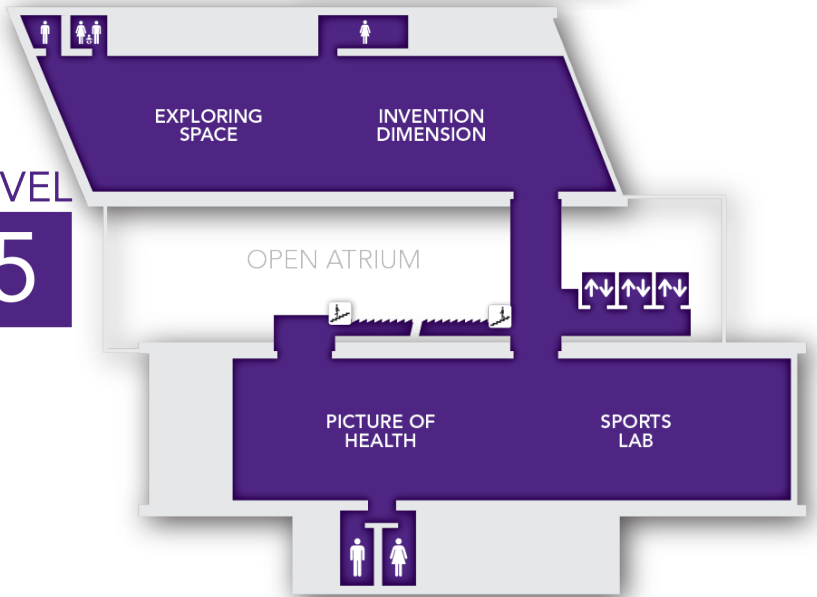 EXPLORING
SPACE
INVENTION
DIMENSION
VEL
5
OPEN ATRIUM
PICTURE OF
HEALTH
SPORTS
LAB